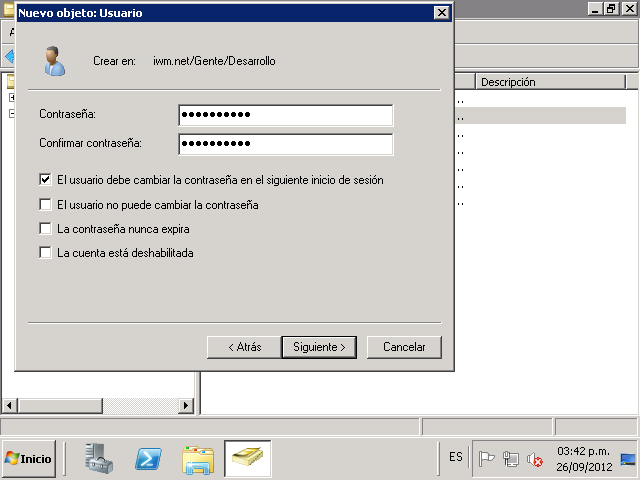 Nuevo objeto: Usuario
Crear en: iwm.net/Gente/Desarrollo
Descripción
Contraseña: ●●●●●●●●●●
Confirmar contraseña: ●●●●●●●●●●
El usuario debe cambiar la contraseña en el siguiente inicio de sesión
El usuario no puede cambiar la contraseña
La contraseña nunca expira
La cuenta está deshabilitada
< Atrás
Siguiente >
Cancelar
Inicio
ES
03:42 p.m.
26/09/2012